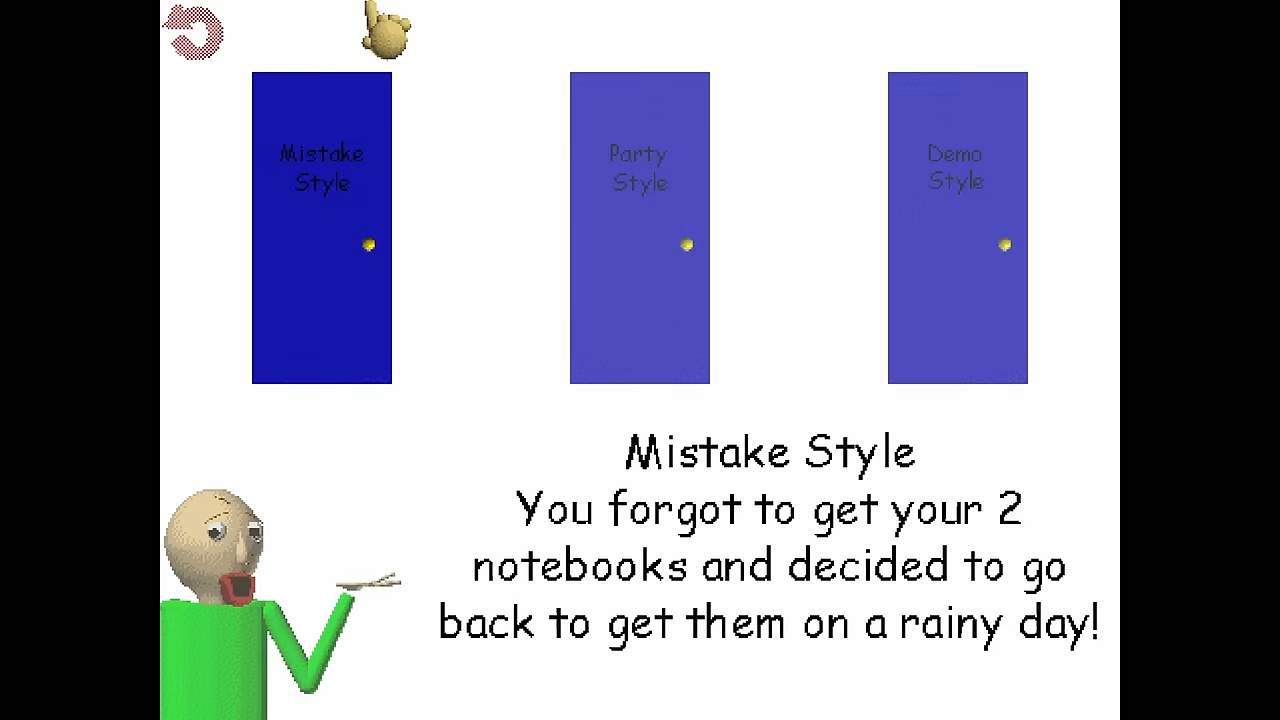 Mistake
Style
Party
Style
Demo
Style
Mistake Style
You forgot to get your 2
notebooks and decided to go
back to get them on a rainy day!